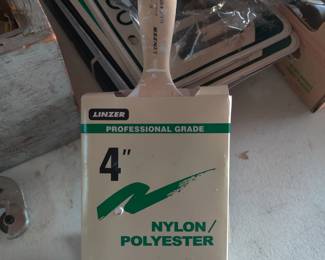 LINZER
PROFESSIONAL GRADE
4"
NYLON/
POLYESTER